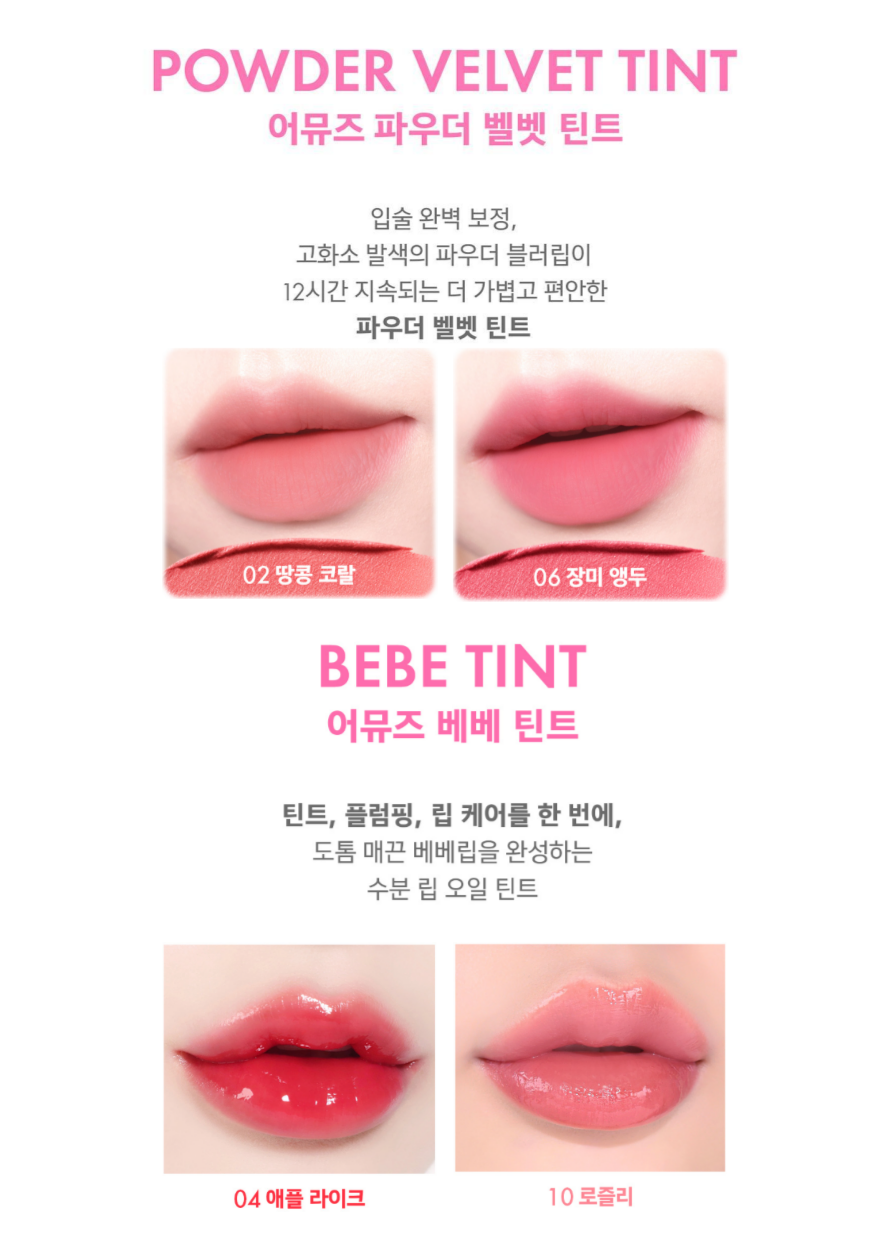 POWDER VELVET TINT
어뮤즈 파우더 벨벳 틴트
입술 완벽 보정,
고화소 발색의 파우더 블러립이
12시간 지속되는 더 가볍고 편안한
파우더 벨벳 틴트
02 땅콩 코랄
06 장미 앵두
BEBE TINT
어뮤즈 베베 틴트
틴트, 플럼핑, 립 케어를 한 번에,
도톰 매끈 베베립을 완성하는
수분 립 오일 틴트
04 애플 라이크
10 로즐리